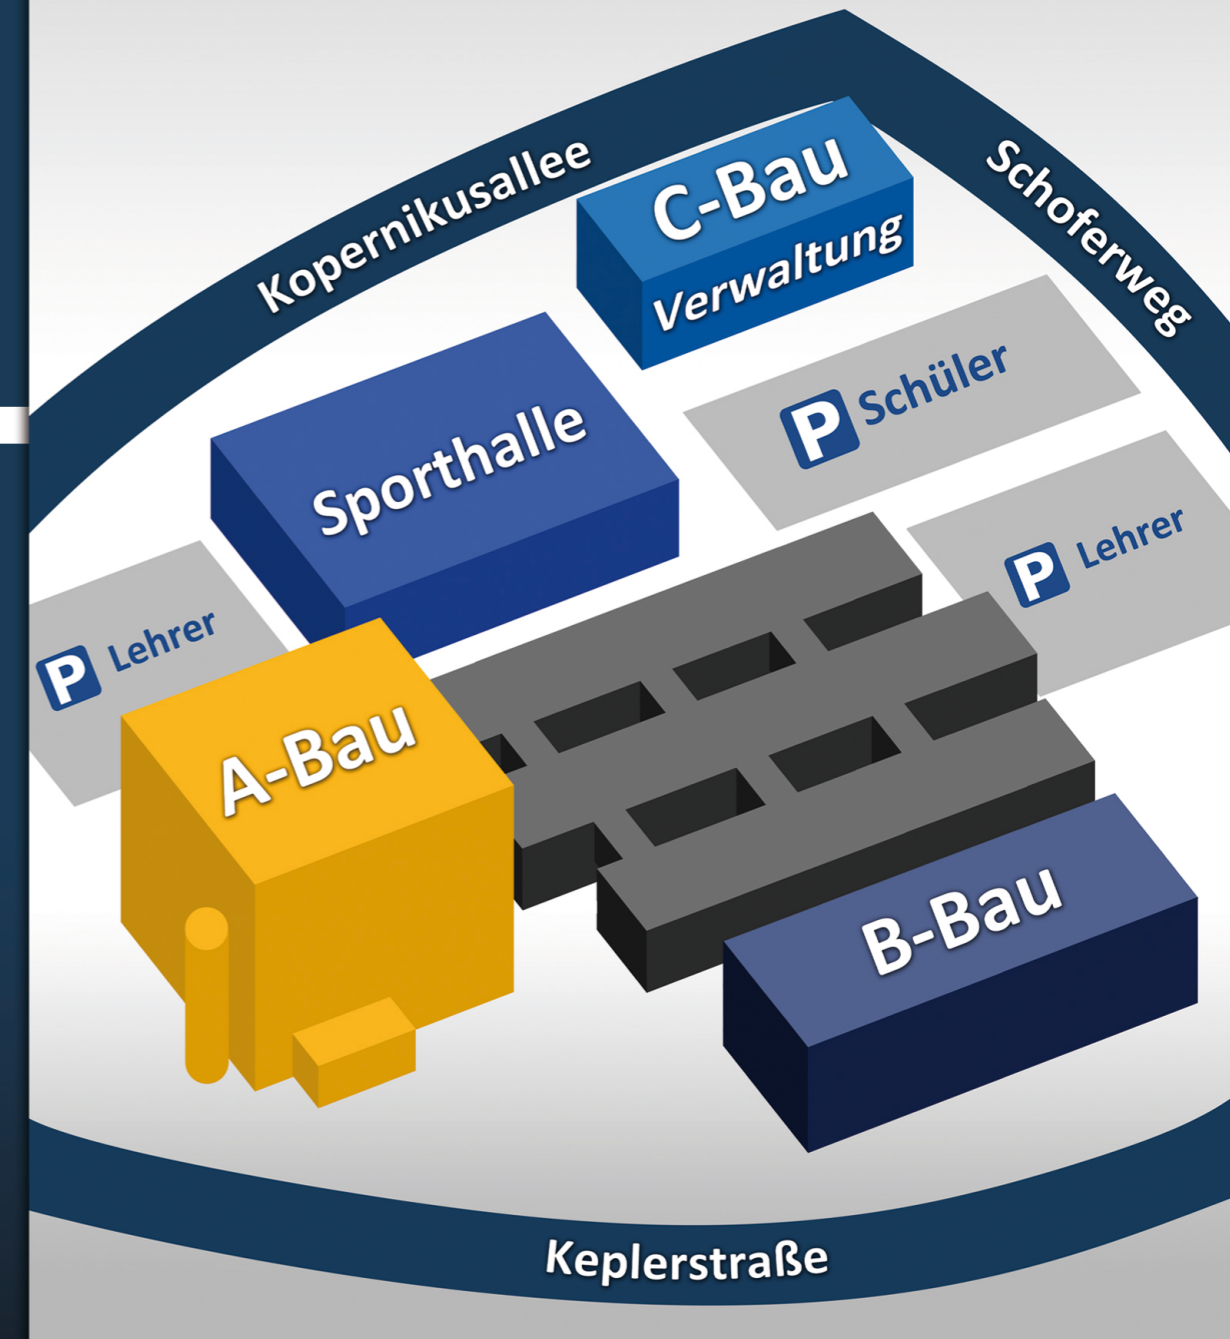 Kopernikusallee
Schoferweg
C-Bau
Verwaltung
P Schüler
Sporthalle
P Lehrer
P Lehrer
A-Bau
B-Bau
Keplerstraße